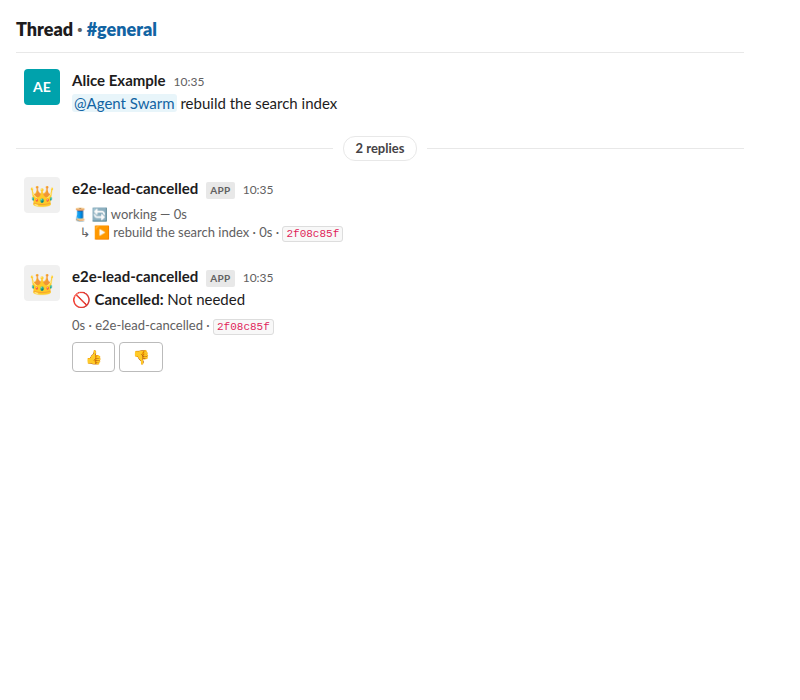 Thread • #general
AE
Alice Example 10:35
@Agent Swarm rebuild the search index
2 replies
e2e-lead-cancelled APP 10:35
🧵 🔄 working — 0s
↳ ▶️ rebuild the search index · 0s · 2f08c85f
e2e-lead-cancelled APP 10:35
🚫 Cancelled: Not needed
0s · e2e-lead-cancelled · 2f08c85f
👍 👎